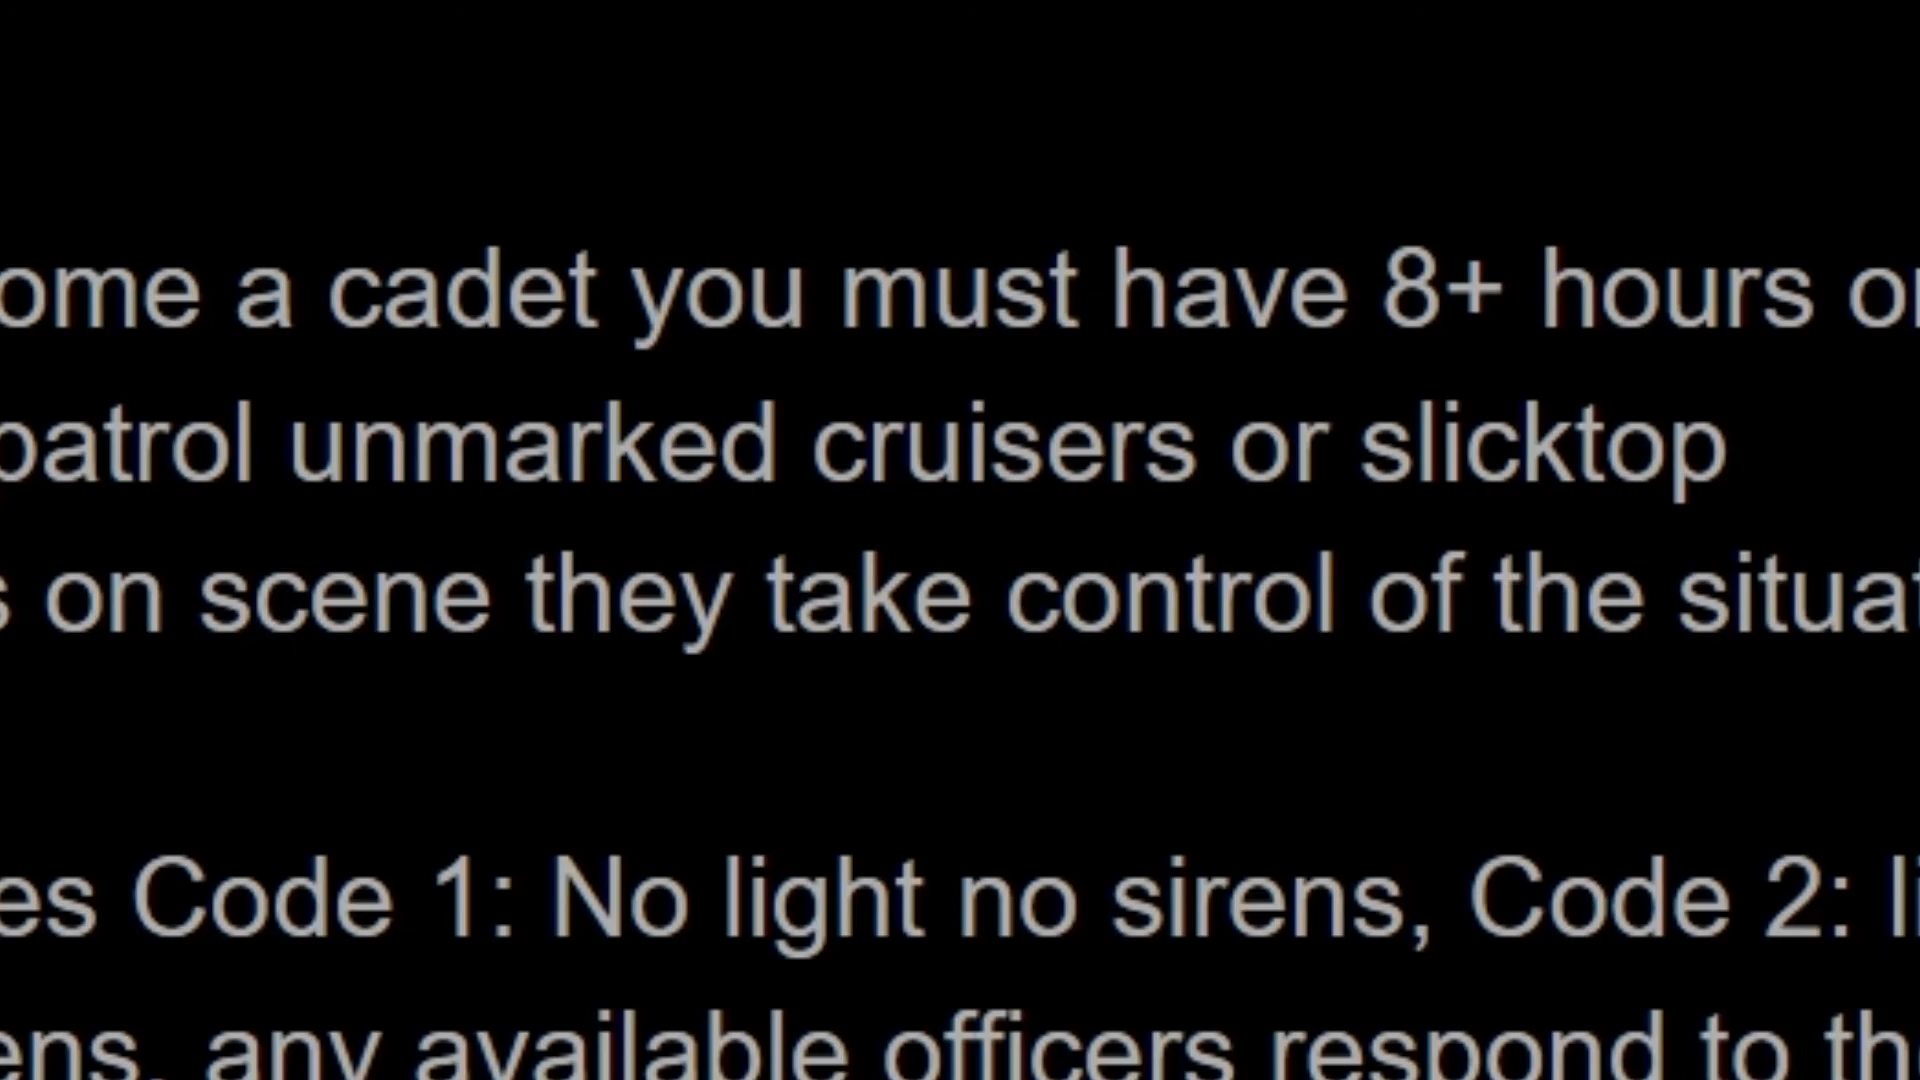 ome a cadet you must have 8+ hours o
patrol unmarked cruisers or slicktop
s on scene they take control of the situat
es Code 1: No light no sirens, Code 2: li
ens, any available officers respond to th